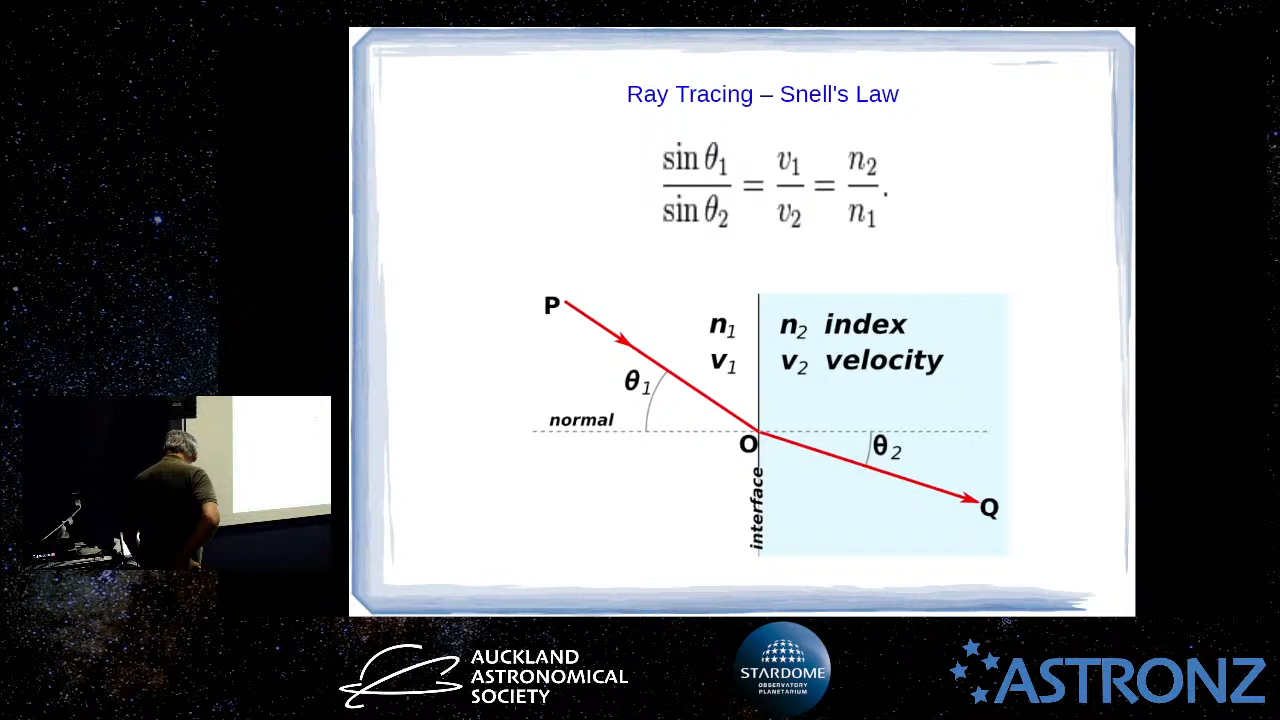 Ray Tracing – Snell's Law
sin θ₁ / sin θ₂ = v₁ / v₂ = n₂ / n₁.
P
n₁
n₂ index
v₁
v₂ velocity
θ₁
normal
O
θ₂
interface
Q
AUCKLAND
ASTRONOMICAL
SOCIETY
STARDOME
OBSERVATORY
PLANETARIUM
ASTRONZ